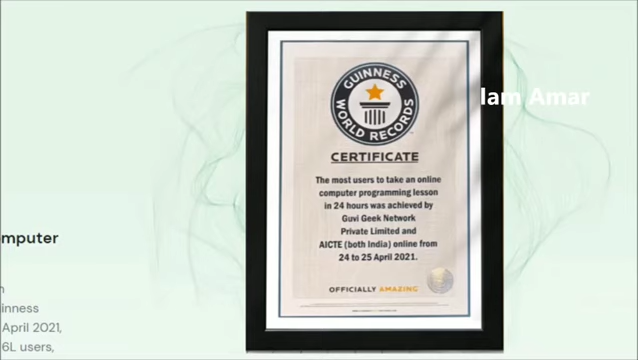 GUINNESS
WORLD RECORDS
CERTIFICATE
The most users to take an online
computer programming lesson
in 24 hours was achieved by
Guvi Geek Network
Private Limited and
AICTE (both India) online from
24 to 25 April 2021.
OFFICIALLY AMAZING
Iam Amar
mputer
n
inness
April 2021,
6L users,